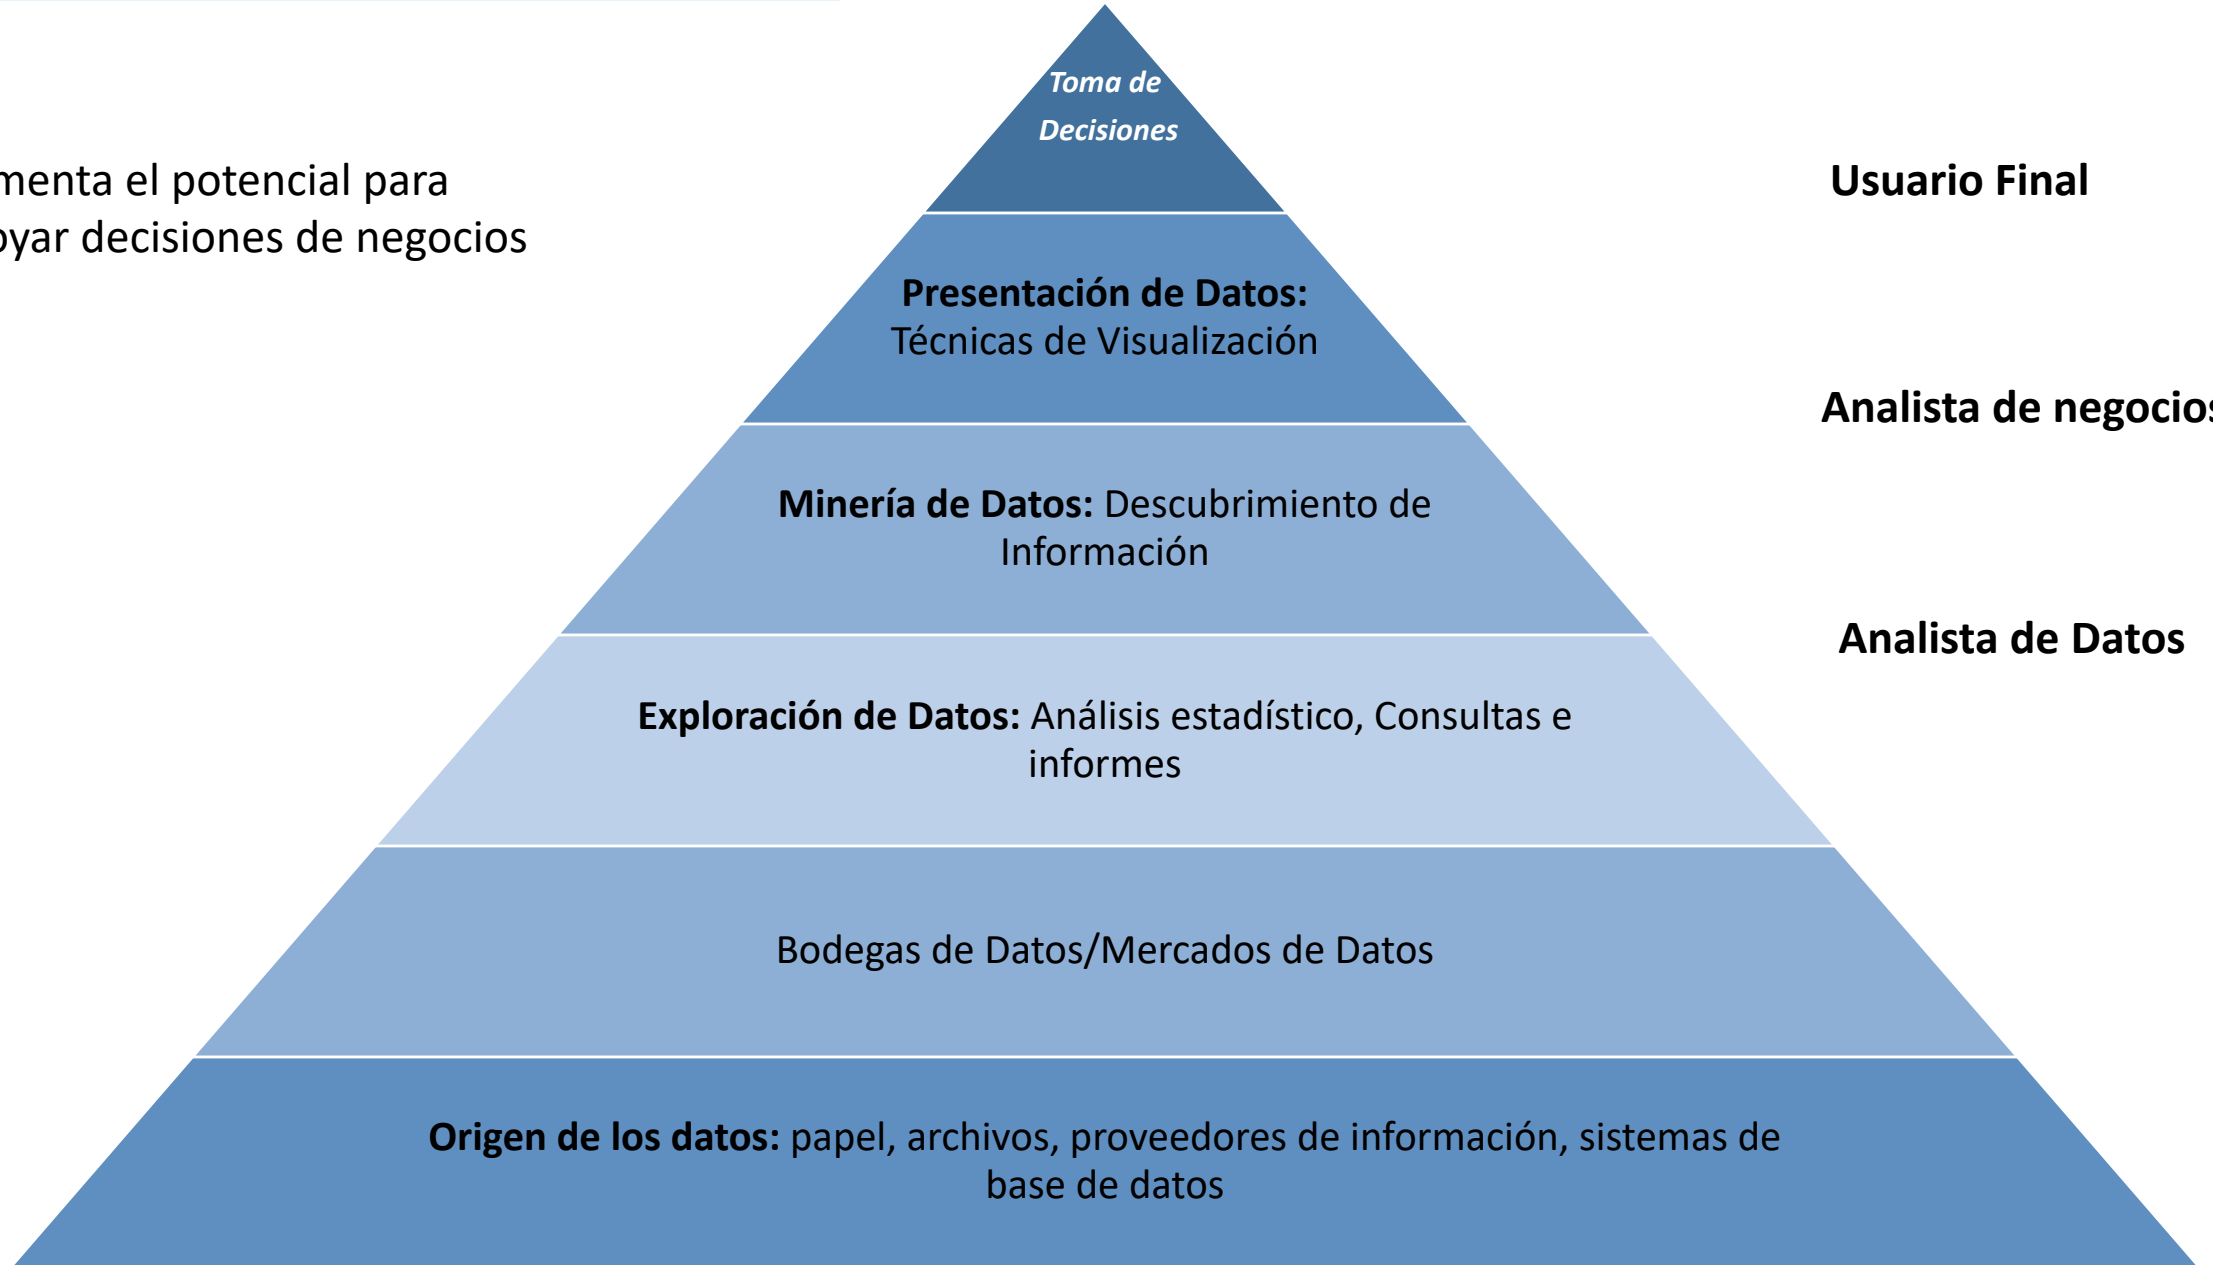 Toma de
Decisiones
menta el potencial para
yar decisiones de negocios
Usuario Final
Presentación de Datos:
Técnicas de Visualización
Analista de negocios
Minería de Datos: Descubrimiento de
Información
Analista de Datos
Exploración de Datos: Análisis estadístico, Consultas e
informes
Bodegas de Datos/Mercados de Datos
Origen de los datos: papel, archivos, proveedores de información, sistemas de
base de datos